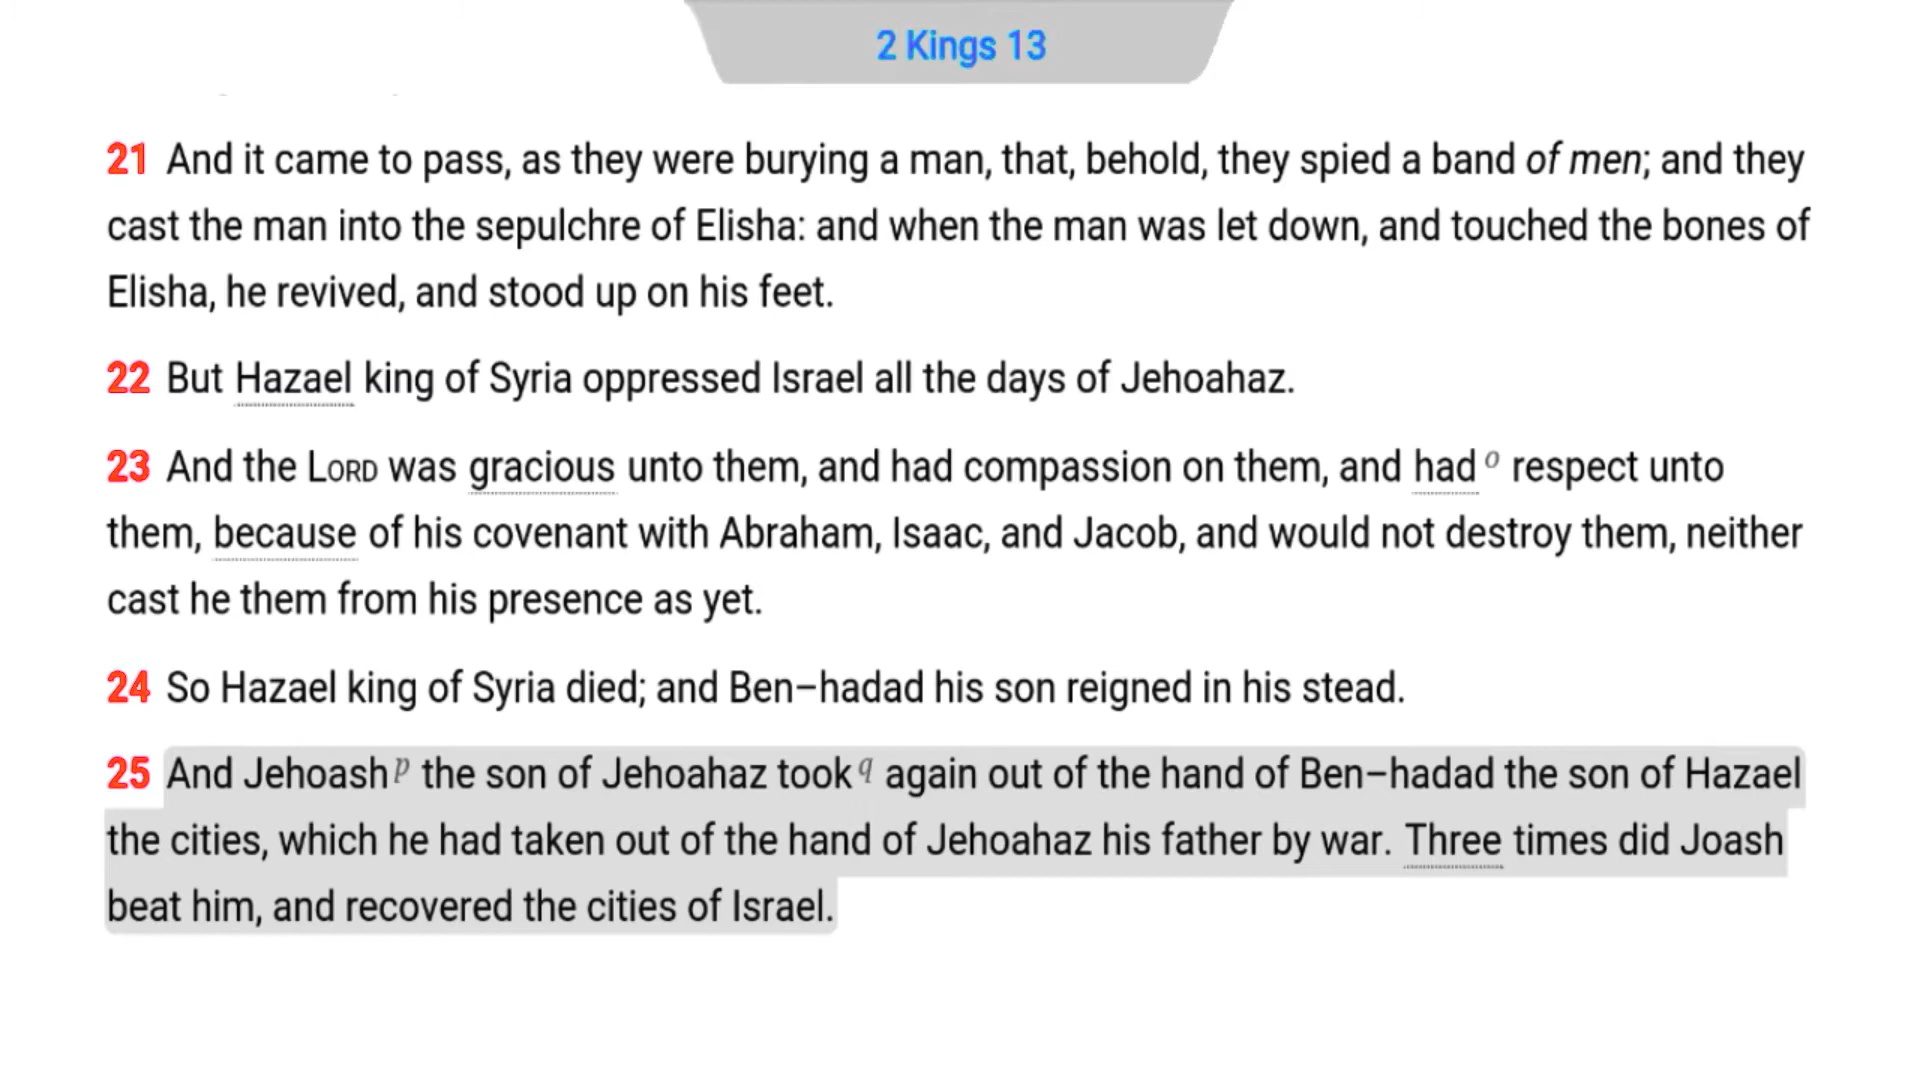 2 Kings 13
21 And it came to pass, as they were burying a man, that, behold, they spied a band of men; and they
cast the man into the sepulchre of Elisha: and when the man was let down, and touched the bones of
Elisha, he revived, and stood up on his feet.
22 But Hazael king of Syria oppressed Israel all the days of Jehoahaz.
23 And the LORD was gracious unto them, and had compassion on them, and had o respect unto
them, because of his covenant with Abraham, Isaac, and Jacob, and would not destroy them, neither
cast he them from his presence as yet.
24 So Hazael king of Syria died; and Ben–hadad his son reigned in his stead.
25 And Jehoash p the son of Jehoahaz took q again out of the hand of Ben–hadad the son of Hazael
the cities, which he had taken out of the hand of Jehoahaz his father by war. Three times did Joash
beat him, and recovered the cities of Israel.